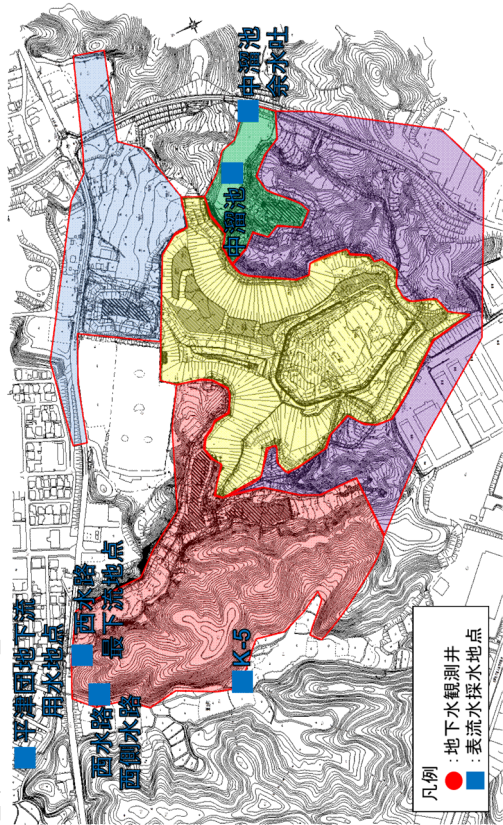 平津団地下流
用水地点
西水路
最下流地点
西水路
西側水路
K-5
中溜池
中溜池
余水吐
凡例
：地下水観測井
：表流水採水地点